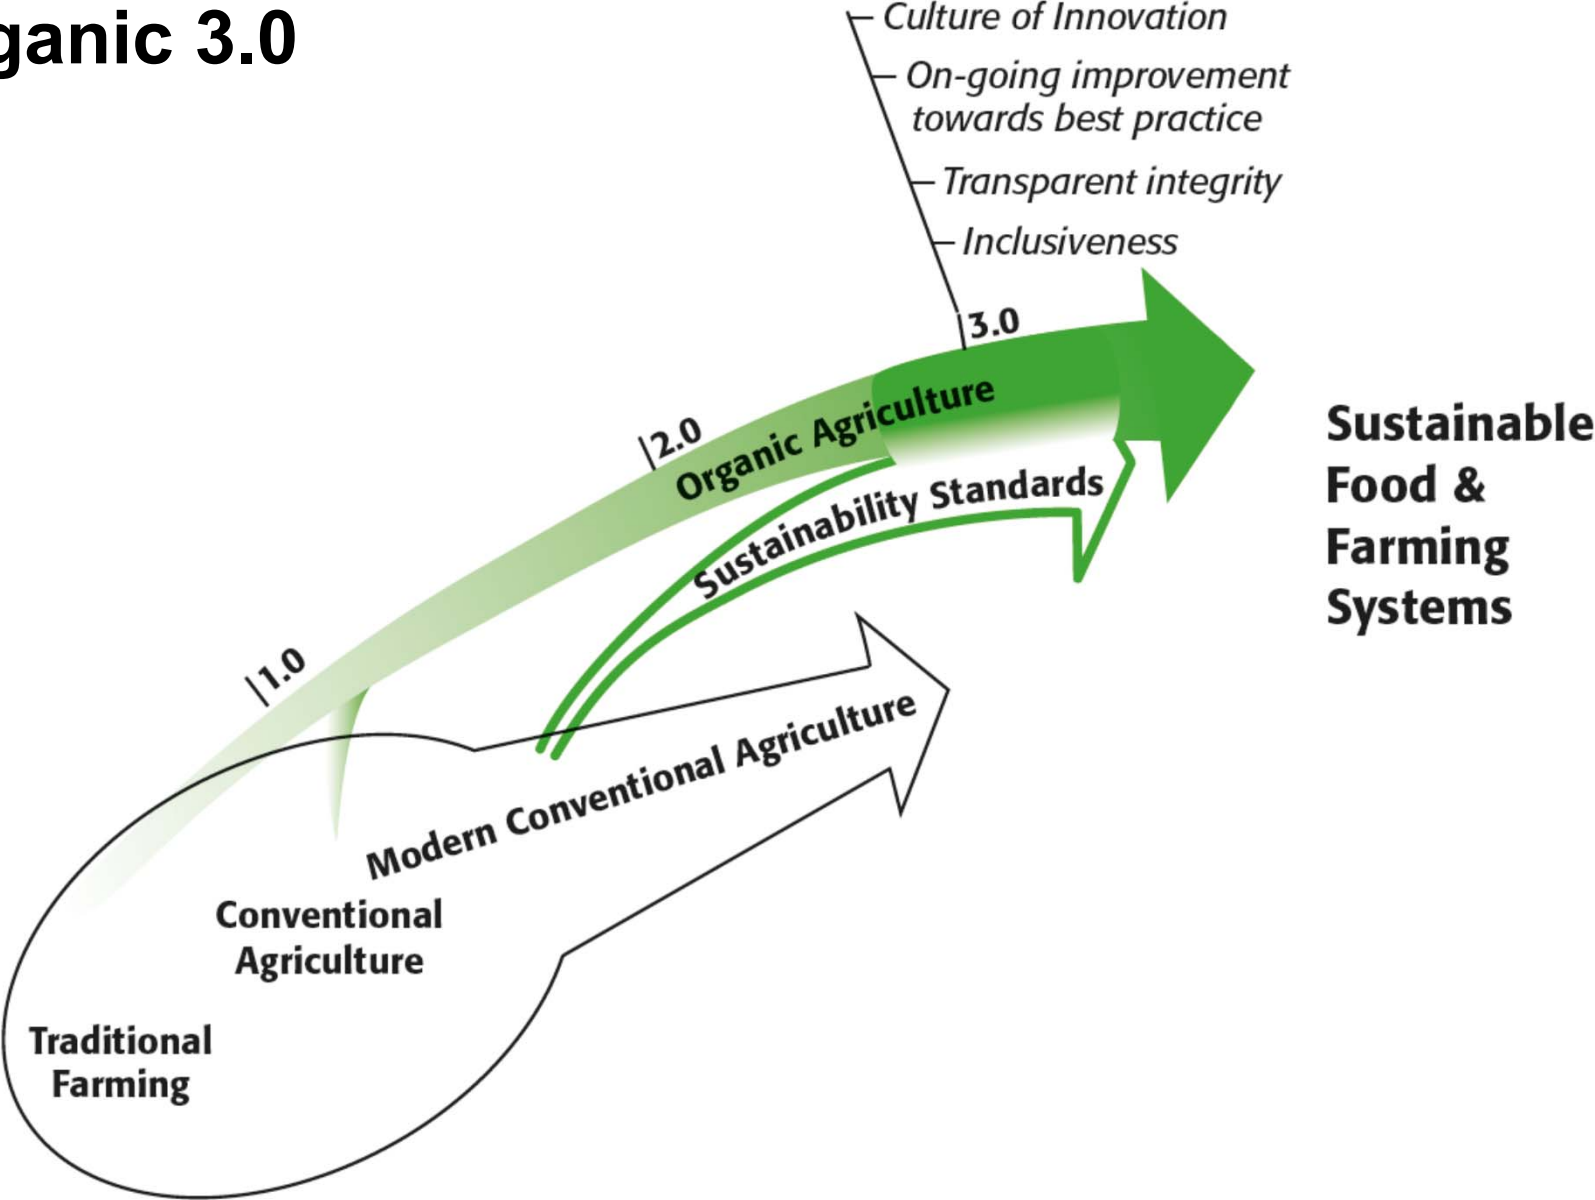 ganic 3.0
Culture of Innovation
On-going improvement
towards best practice
Transparent integrity
Inclusiveness
3.0
2.0
1.0
Organic Agriculture
Sustainability Standards
Sustainable
Food &
Farming
Systems
Modern Conventional Agriculture
Conventional
Agriculture
Traditional
Farming